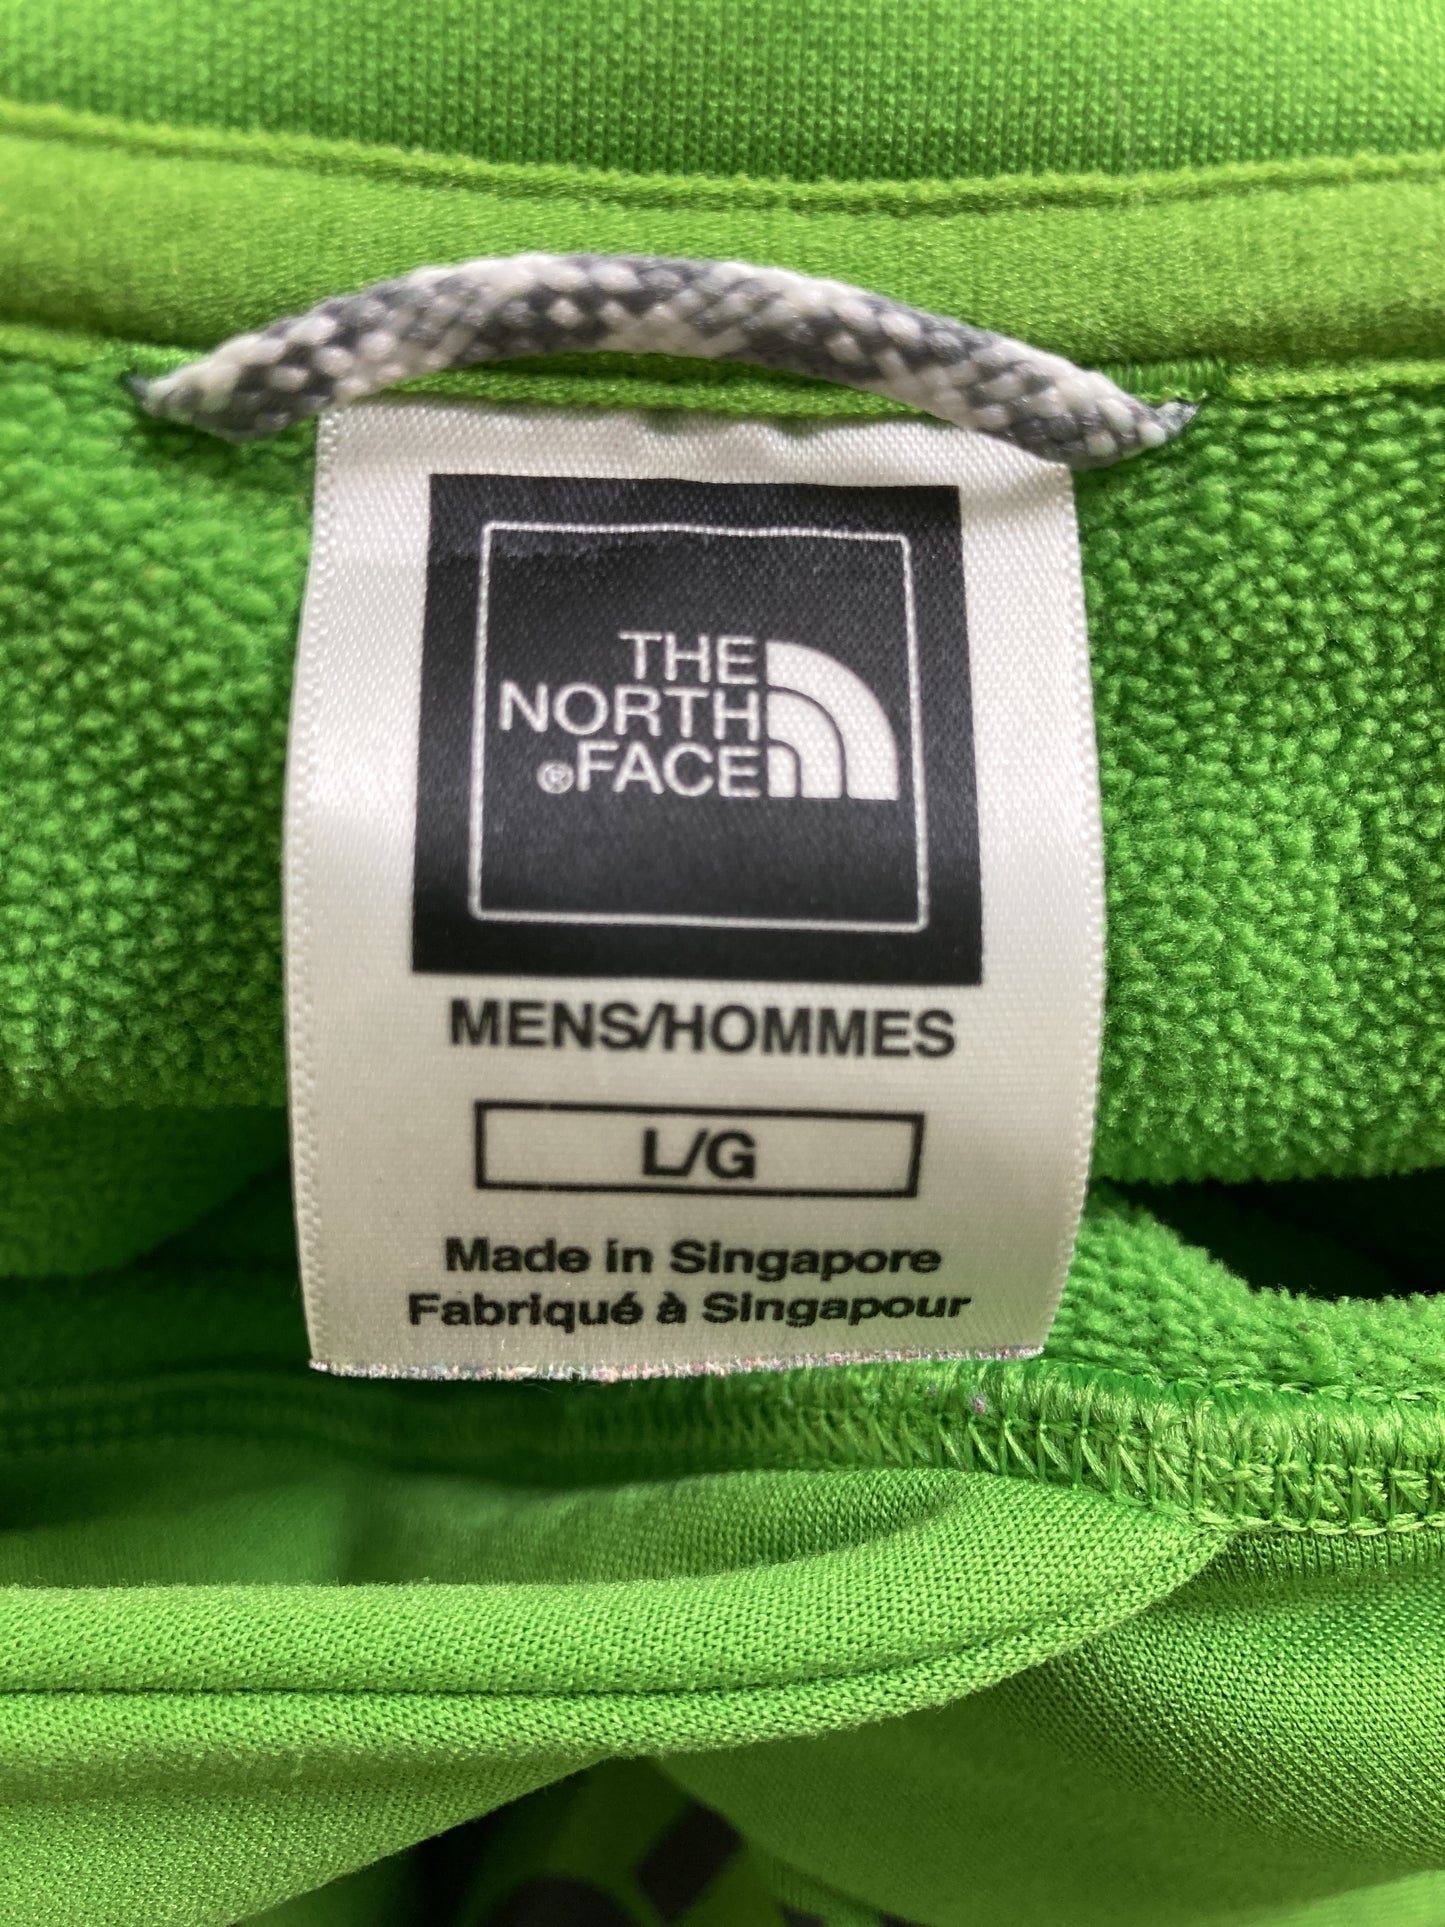 THE
NORTH
®FACE
MENS/HOMMES
L/G
Made in Singapore
Fabriqué à Singapour